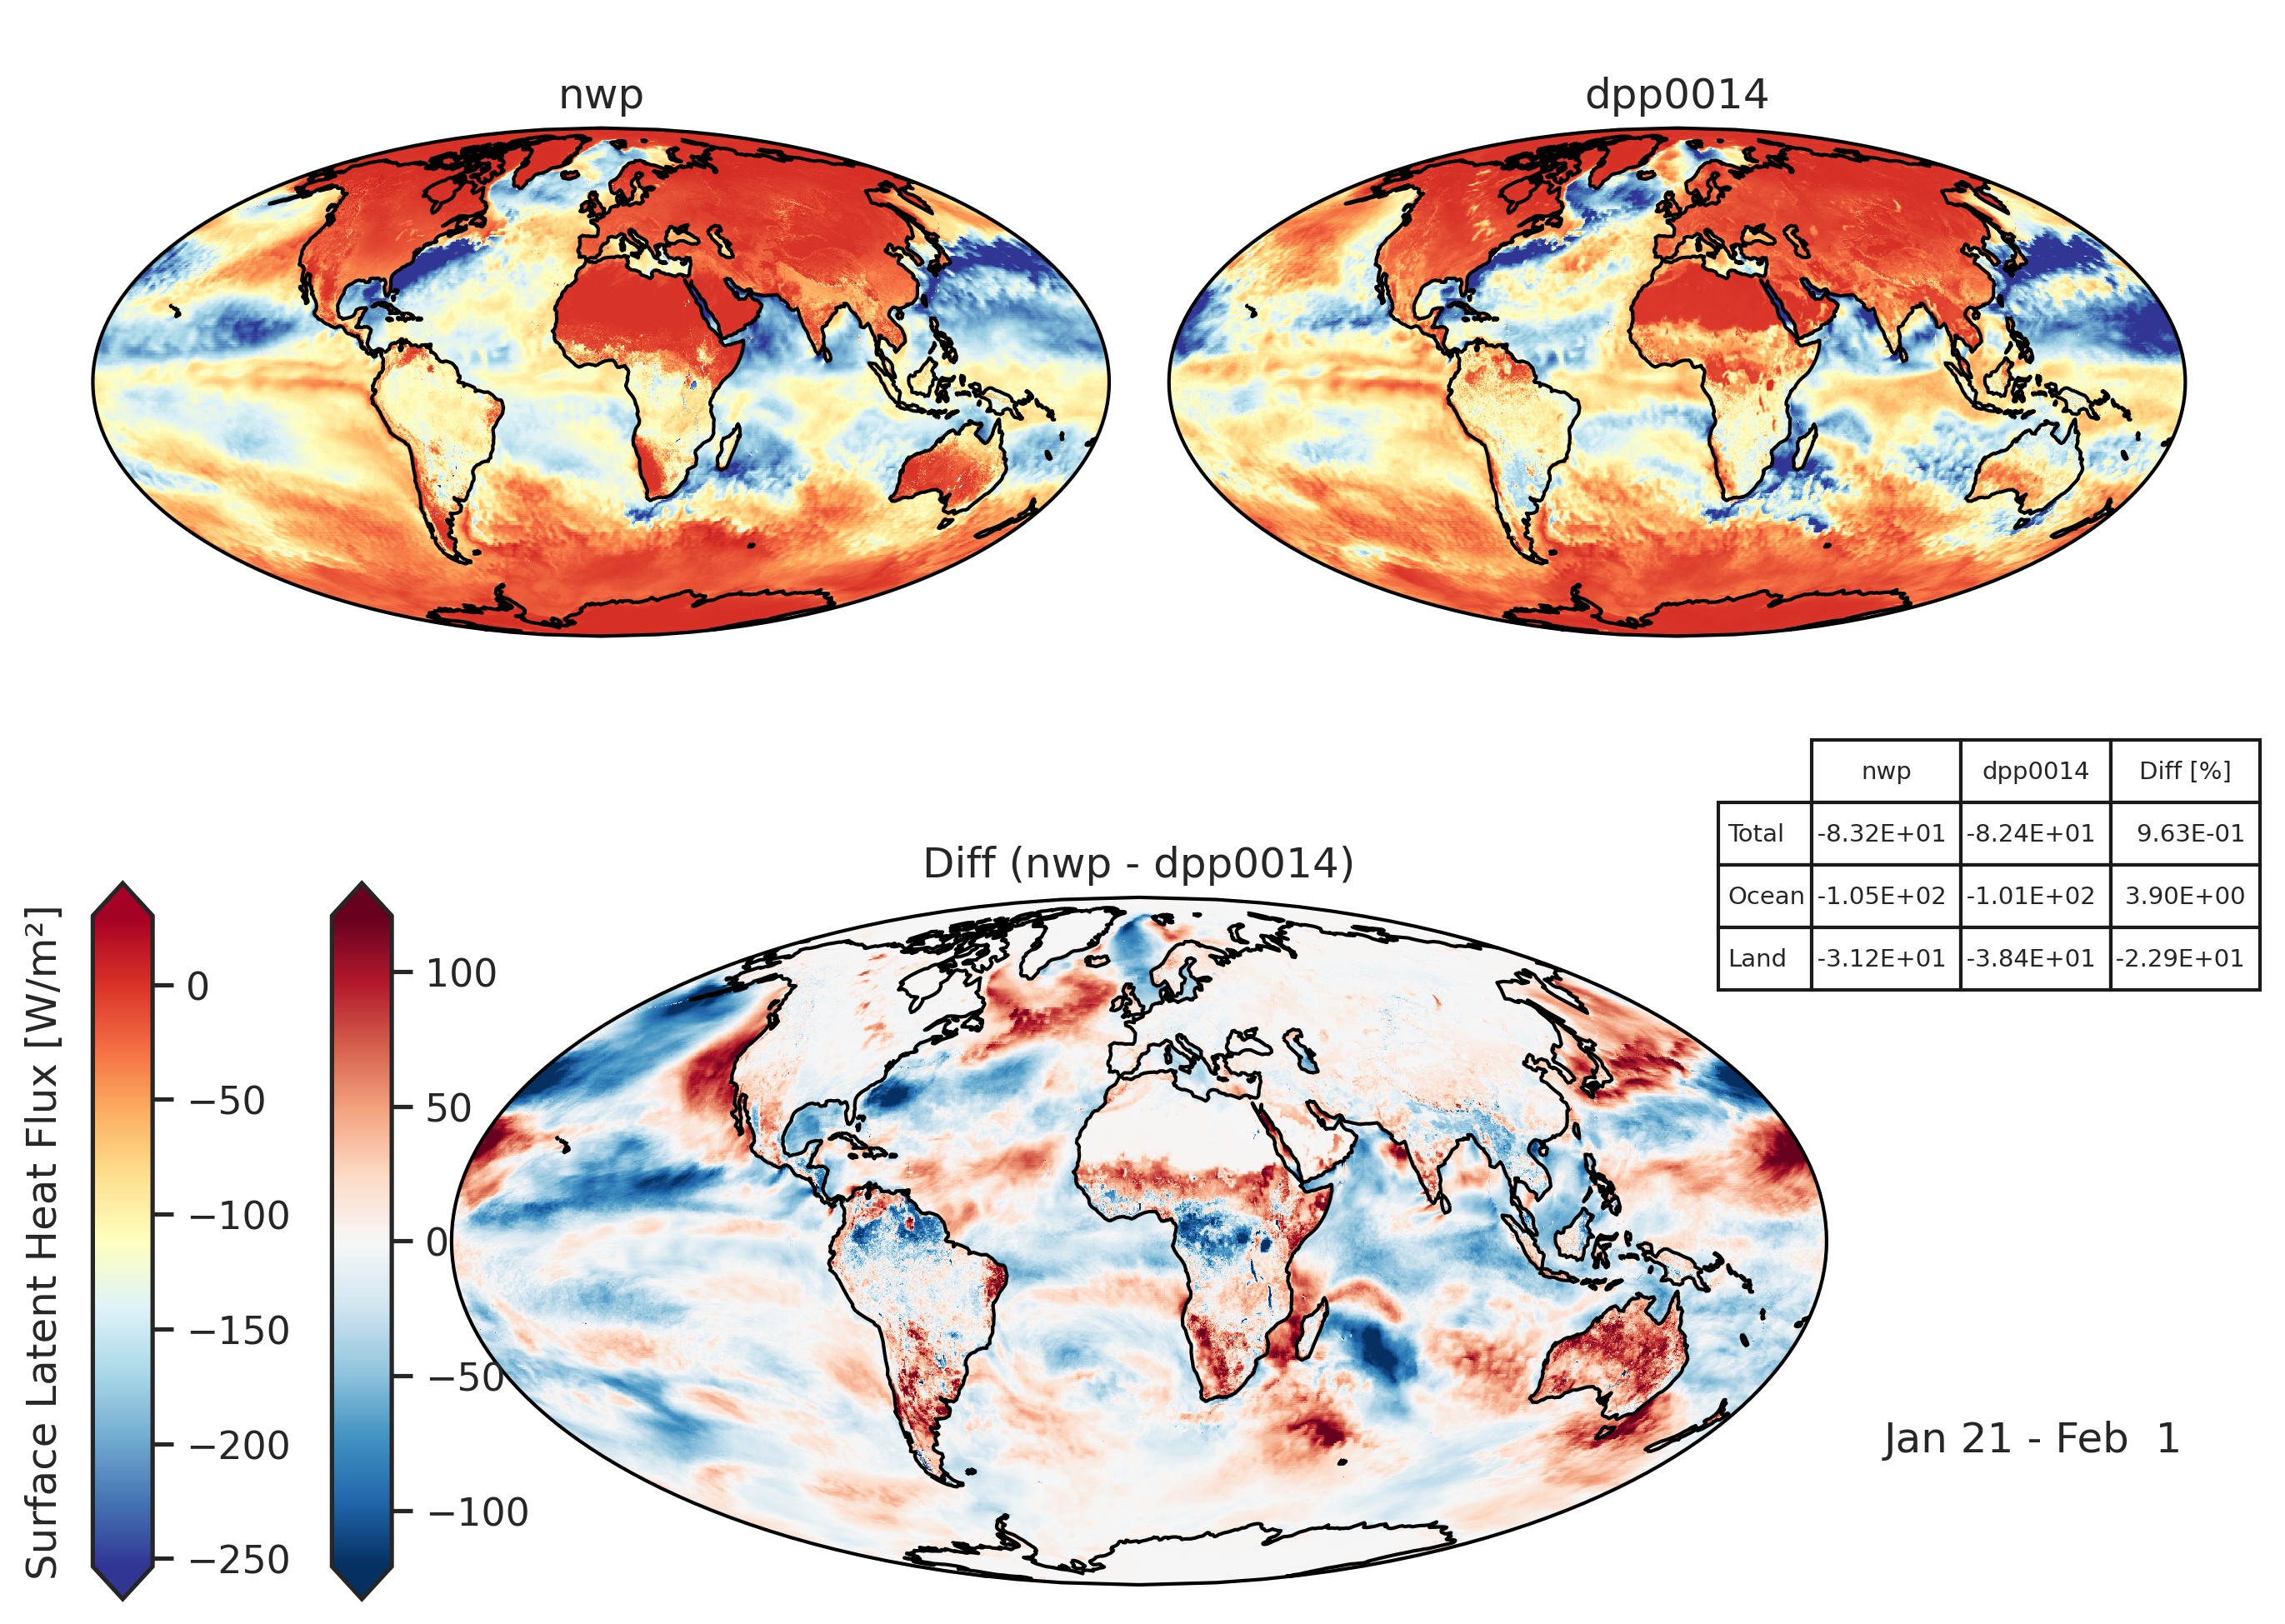 nwp
dpp0014
nwp dpp0014 Diff [%]
Total -8.32E+01 -8.24E+01 9.63E-01
Ocean -1.05E+02 -1.01E+02 3.90E+00
Land -3.12E+01 -3.84E+01 -2.29E+01
Diff (nwp - dpp0014)
Surface Latent Heat Flux [W/m²]
0
−50
−100
−150
−200
−250
100
50
0
−50
−100
Jan 21 - Feb 1